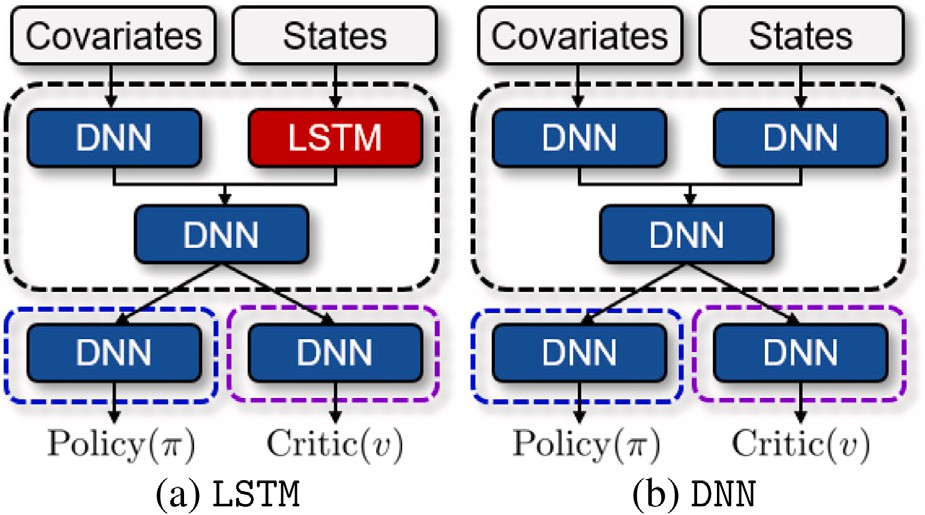 Covariates States
DNN LSTM
DNN
DNN DNN
Policy(π) Critic(v)
(a) LSTM
Covariates States
DNN DNN
DNN
DNN DNN
Policy(π) Critic(v)
(b) DNN